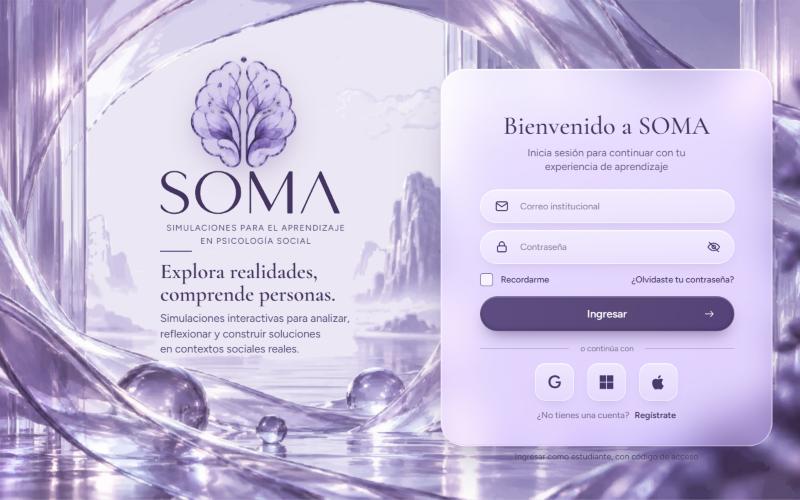 SOMA
SIMULACIONES PARA EL APRENDIZAJE
EN PSICOLOGÍA SOCIAL
Explora realidades,
comprende personas.
Simulaciones interactivas para analizar,
reflexionar y construir soluciones
en contextos sociales reales.
Bienvenido a SOMA
Inicia sesión para continuar con tu
experiencia de aprendizaje
Correo institucional
Contraseña
Recordarme
¿Olvidaste tu contraseña?
Ingresar
o continúa con
G
¿No tienes una cuenta? Regístrate
Ingresar como estudiante, con código de acceso